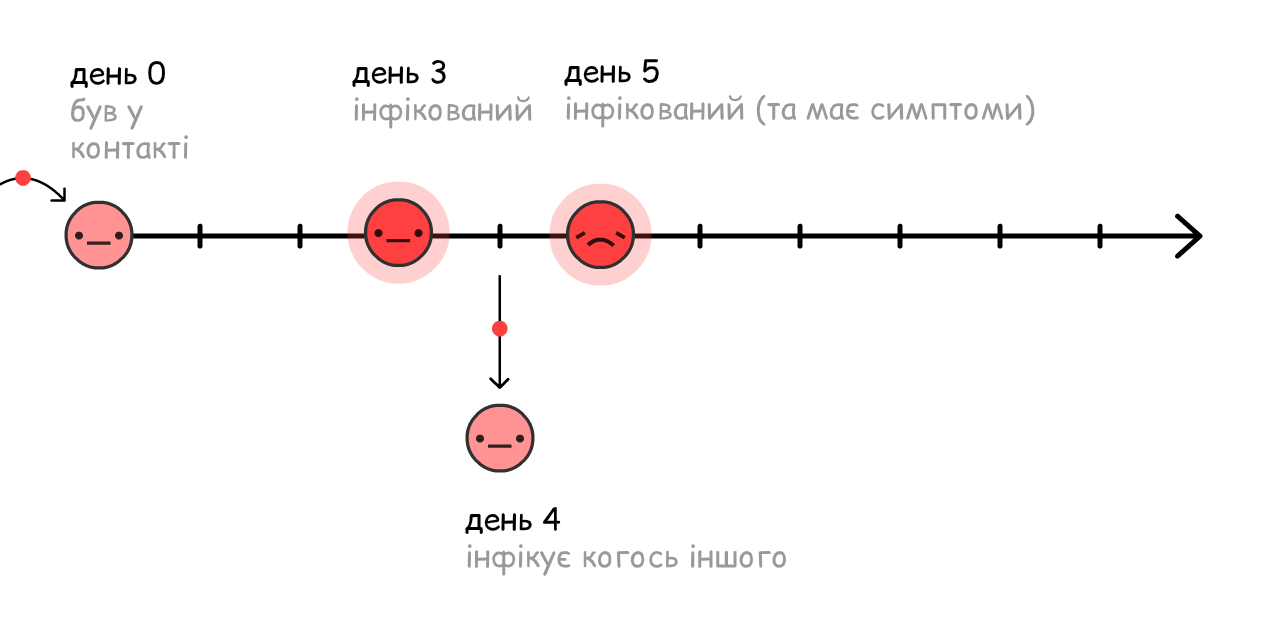 день 0
був у
контакті
день 3
інфікований
день 5
інфікований (та має симптоми)
день 4
інфікує когось іншого